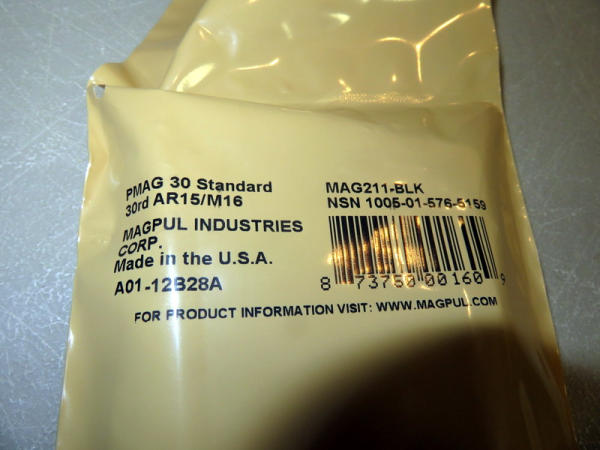 PMAG 30 Standard
30rd AR15/M16
MAGPUL INDUSTRIES
CORP.
Made in the U.S.A.
A01-12B28A
MAG211-BLK
NSN 1005-01-576-5159
8 73750 00160 9
FOR PRODUCT INFORMATION VISIT: WWW.MAGPUL.COM